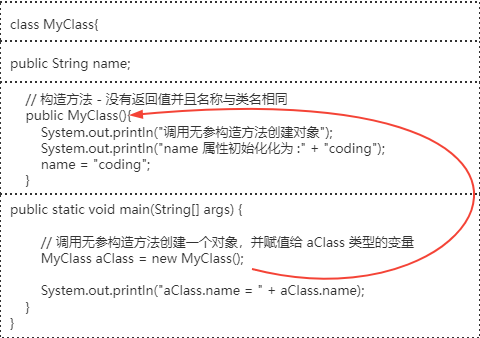 class MyClass{
public String name;
// 构造方法 - 没有返回值并且名称与类名相同
public MyClass(){
System.out.println("调用无参构造方法创建对象");
System.out.println("name 属性初始化化为 :" + "coding");
name = "coding";
}
public static void main(String[] args) {
// 调用无参构造方法创建一个对象，并赋值给 aClass 类型的变量
MyClass aClass = new MyClass();
System.out.println("aClass.name = " + aClass.name);
}
}